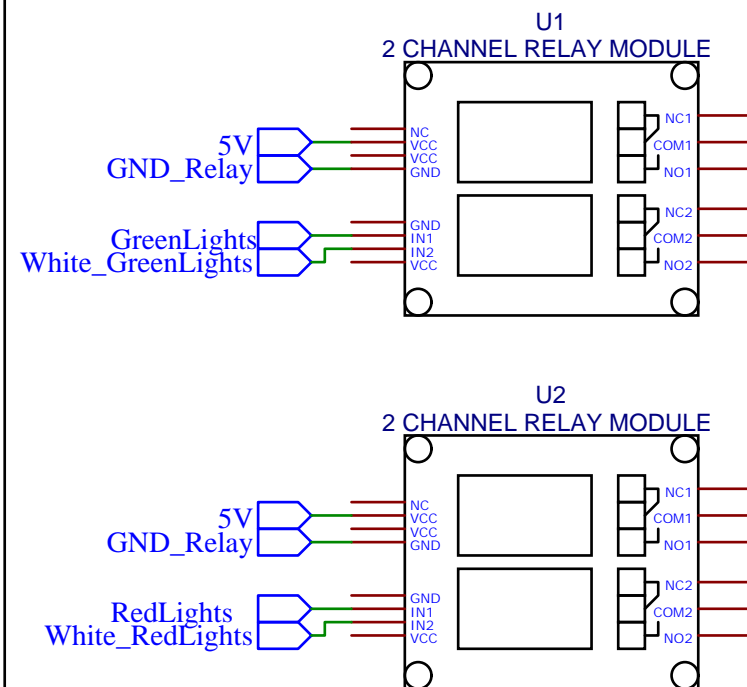 U1
2 CHANNEL RELAY MODULE
5V
GND_Relay
NC
VCC
VCC
GND
GreenLights
White_GreenLights
GND
IN1
IN2
VCC
NC1
COM1
NO1
NC2
COM2
NO2
U2
2 CHANNEL RELAY MODULE
5V
GND_Relay
NC
VCC
VCC
GND
RedLights
White_RedLights
GND
IN1
IN2
VCC
NC1
COM1
NO1
NC2
COM2
NO2